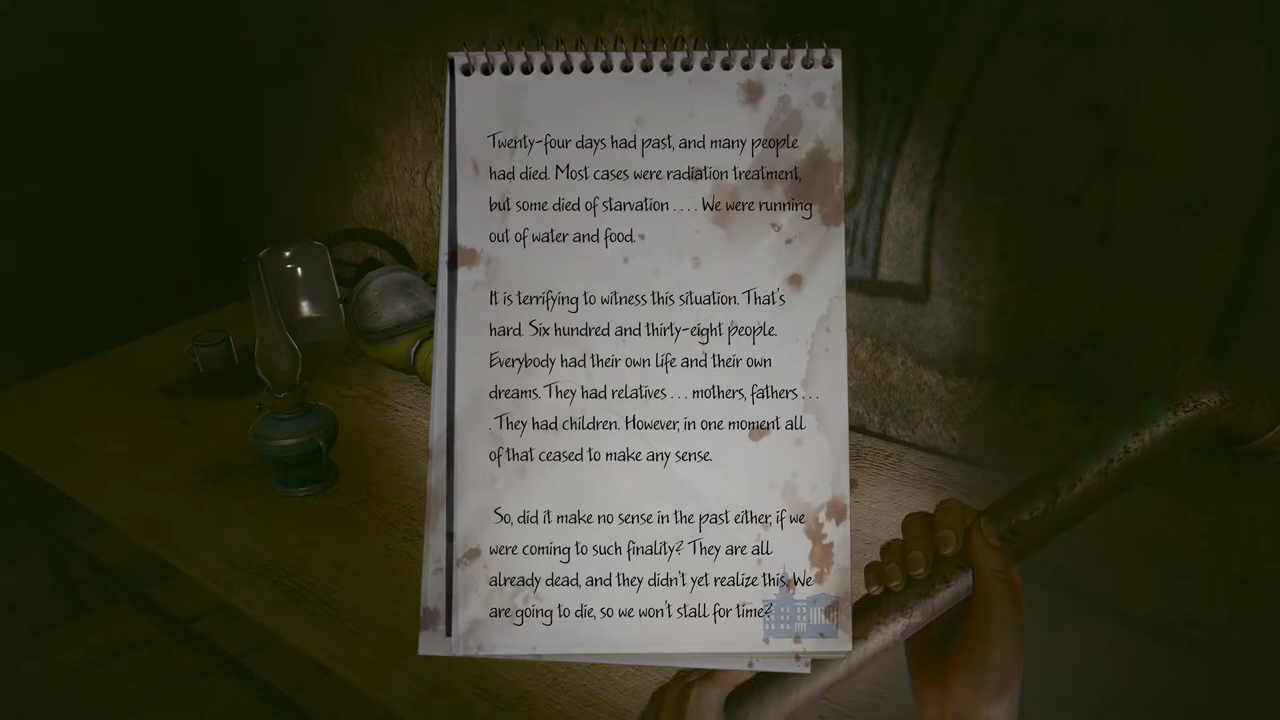 Twenty-four days had past, and many people
had died. Most cases were radiation treatment,
but some died of starvation .... We were running
out of water and food.
It is terrifying to witness this situation. That's
hard. Six hundred and thirty-eight people.
Everybody had their own life and their own
dreams. They had relatives ... mothers, fathers ...
. They had children. However, in one moment all
of that ceased to make any sense.
So, did it make no sense in the past either, if we
were coming to such finality? They are all
already dead, and they didn't yet realize this. We
are going to die, so we won't stall for time?